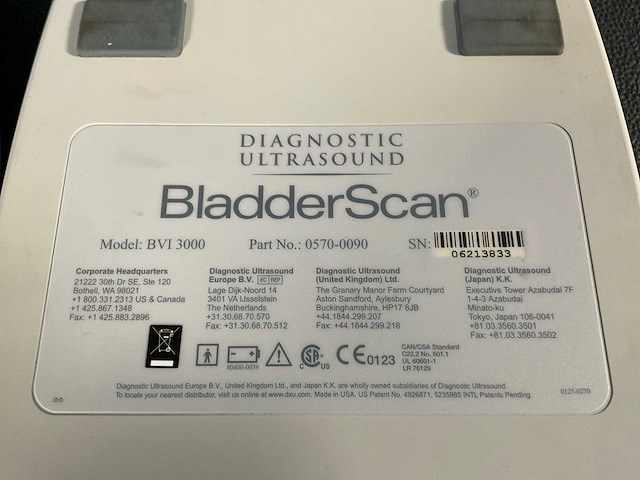 DIAGNOSTIC
ULTRASOUND
BladderScan®
Model: BVI 3000 Part No.: 0570-0090 SN: 06213833
Corporate Headquarters
21222 30th Dr SE, Ste 120
Bothell, WA 98021
+1 800.331.2313 US & Canada
+1 425.867.1348
Fax: +1 425.883.2896
Diagnostic Ultrasound
Europe B.V. EC REP
Lage Dijk-Noord 14
3401 VA IJsselstein
The Netherlands
+31.30.68.70.570
Fax: +31.30.68.70.512
Diagnostic Ultrasound
(United Kingdom) Ltd.
The Granary Manor Farm Courtyard
Aston Sandford, Aylesbury
Buckinghamshire, HP17 8JB
+44.1844.299.207
Fax: +44.1844.299.218
Diagnostic Ultrasound
(Japan) K.K.
Executive Tower Azabudai 7F
1-4-3 Azabudai
Minato-ku
Tokyo, Japan 106-0041
+81.03.3560.3501
Fax: +81.03.3560.3502
#0400-0039
CSA US
CE 0123
CAN/CSA Standard
C22.2 No. 601.1
UL 60601-1
LR 76129
Diagnostic Ultrasound Europe B.V., United Kingdom Ltd., and Japan K.K. are wholly owned subsidiaries of Diagnostic Ultrasound.
To locate your nearest distributor, visit us online at www.dxu.com. Made in USA. US Patent No. 4926871, 5235985 INTL Patents Pending.
0125-0270